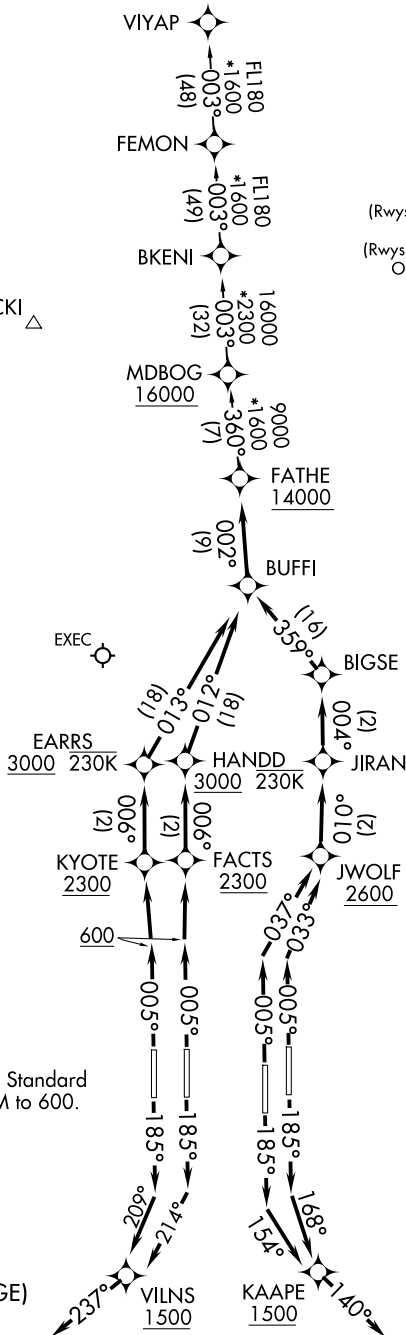 VIYAP
FL180
*1600
003°
(48)
FEMON
FL180
*1600
003°
(49)
(Rwys
BKENI
(Rwys
O
CKI
16000
*2300
003°
(32)
MDBOG
16000
9000
*1600
360°
(7)
FATHE
14000
002°
(9)
BUFFI
EXEC
(16)
359°
BIGSE
(18)
013°
012°
(18)
004°
(2)
EARRS
3000 230K
HANDD
3000 230K
JIRAN
006°
(2)
006°
(2)
010°
(2)
KYOTE
2300
FACTS
2300
JWOLF
2600
600
037°
033°
005°
005°
005°
005°
Standard
M to 600.
185°
185°
185°
185°
209°
214°
154°
168°
GE)
237°
VILNS
1500
KAAPE
1500
140°